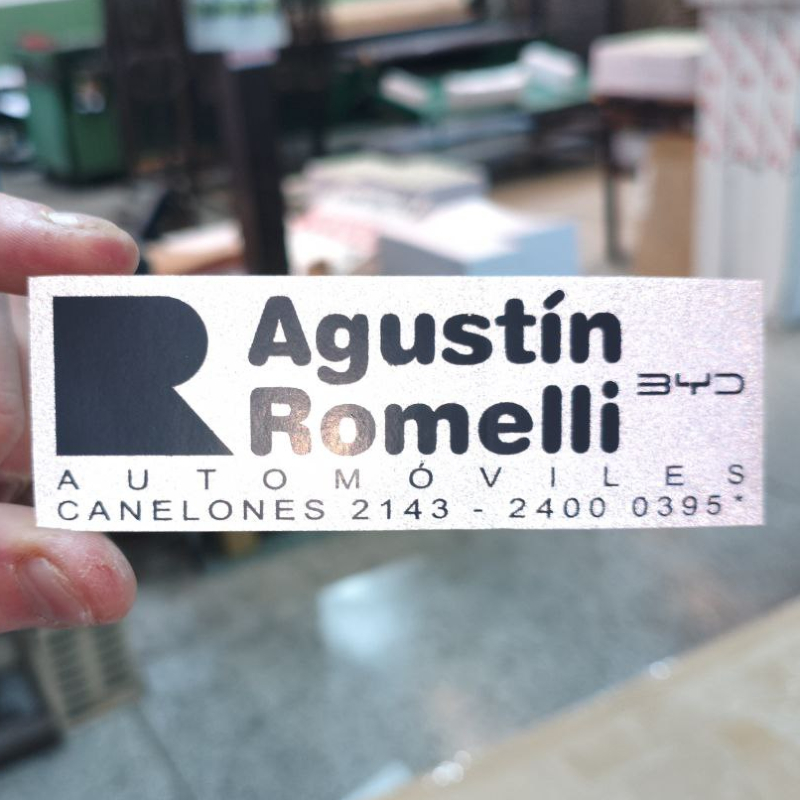 Agustín
Romelli
BYD
AUTOMÓVILES
CANELONES 2143 - 2400 0395*